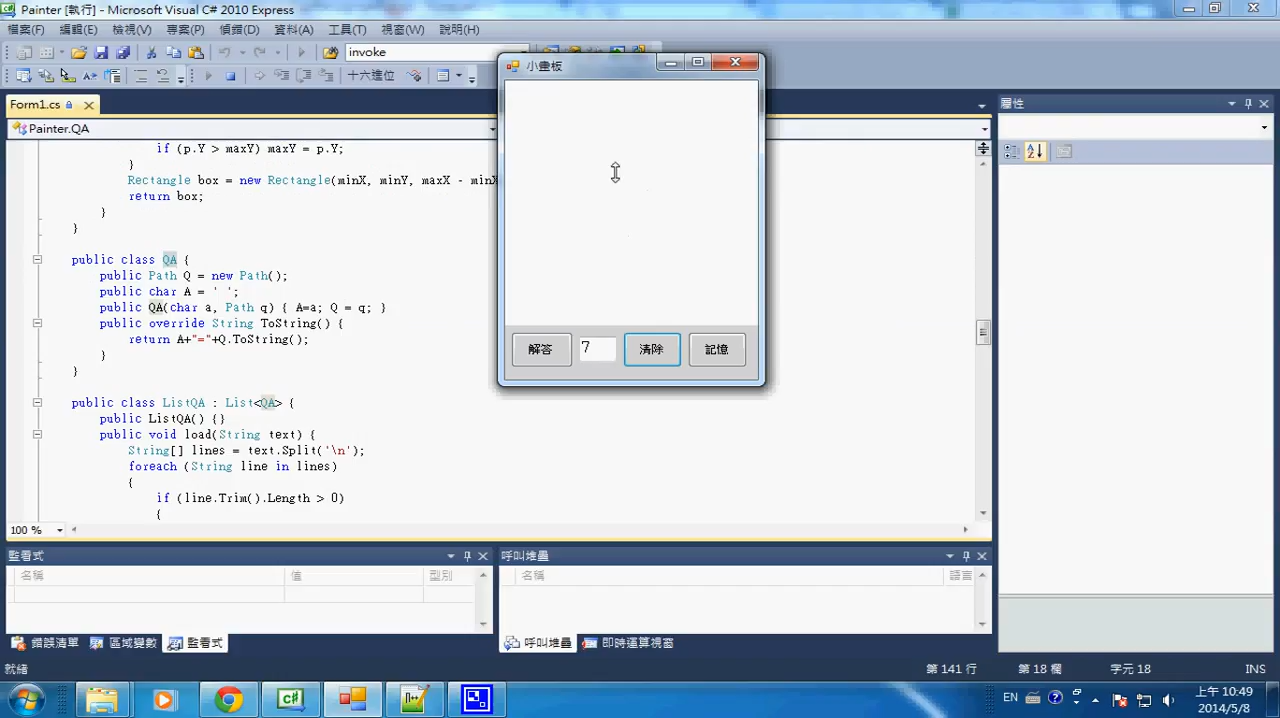 Painter [執行] - Microsoft Visual C# 2010 Express
檔案(F) 編輯(E) 檢視(V) 專案(P) 偵錯(D) 資料(A) 工具(T) 視窗(W) 說明(H)
invoke
十六進位
Form1.cs
Painter.QA
if (p.Y > maxY) maxY = p.Y;
}
Rectangle box = new Rectangle(minX, minY, maxX - minX
return box;
}
}
public class QA {
public Path Q = new Path();
public char A = ' ';
public QA(char a, Path q) { A=a; Q = q; }
public override String ToString() {
return A+"="+Q.ToString();
}
}
public class ListQA : List<QA> {
public ListQA() {}
public void load(String text) {
String[] lines = text.Split('\n');
foreach (String line in lines)
{
if (line.Trim().Length > 0)
{
100 %
小畫板
解答 7 清除 記憶
屬性
監看式
名稱 值 型別
呼叫堆疊
名稱 語言
錯誤清單 區域變數 監看式
呼叫堆疊 即時運算視窗
就緒 第 141 行 第 18 欄 字元 18 INS
EN
上午 10:49
2014/5/8